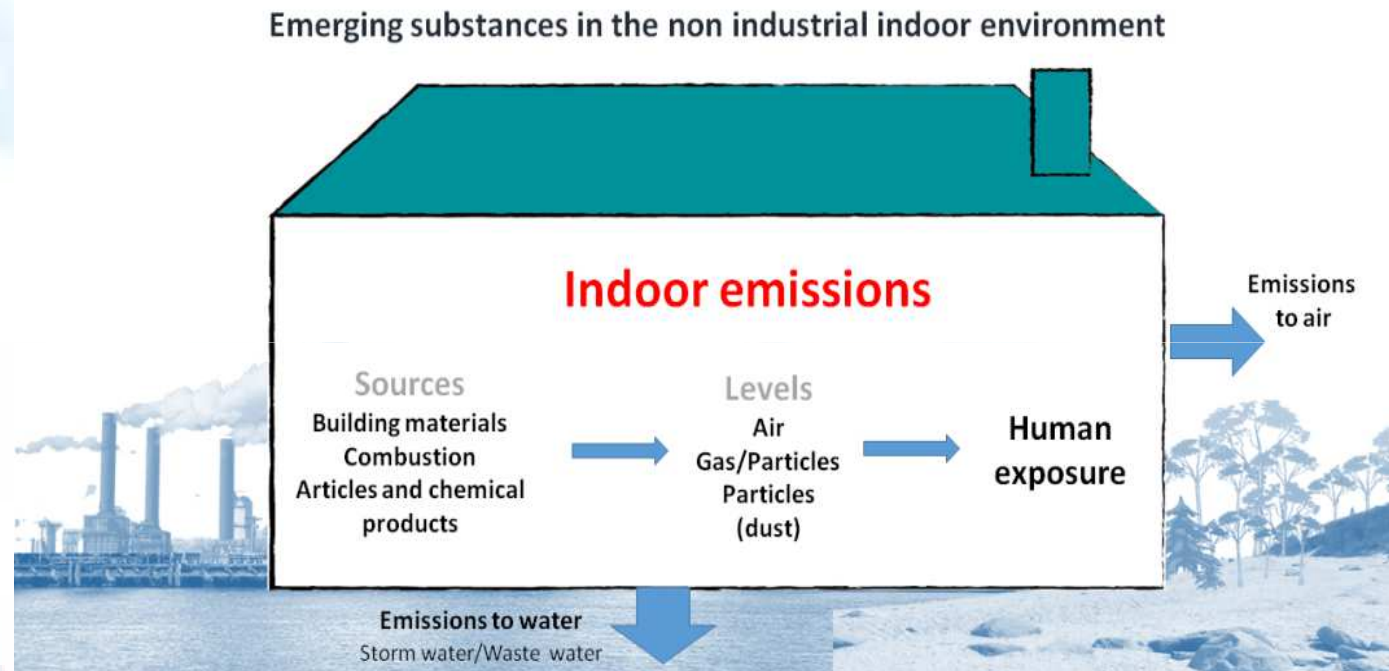 Emerging substances in the non industrial indoor environment
Indoor emissions
Emissions
to air
Sources
Building materials
Combustion
Articles and chemical
products
Levels
Air
Gas/Particles
Particles
(dust)
Human
exposure
Emissions to water
Storm water/Waste water